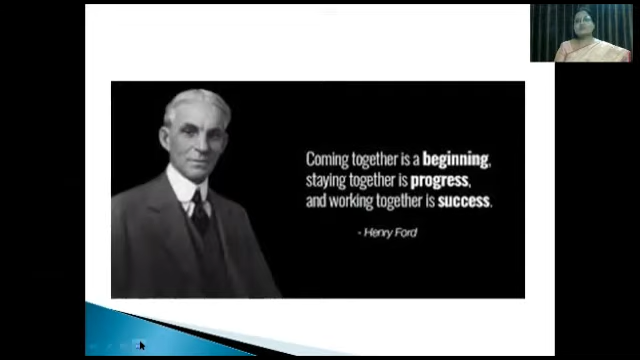 Coming together is a beginning,
staying together is progress,
and working together is success.
- Henry Ford